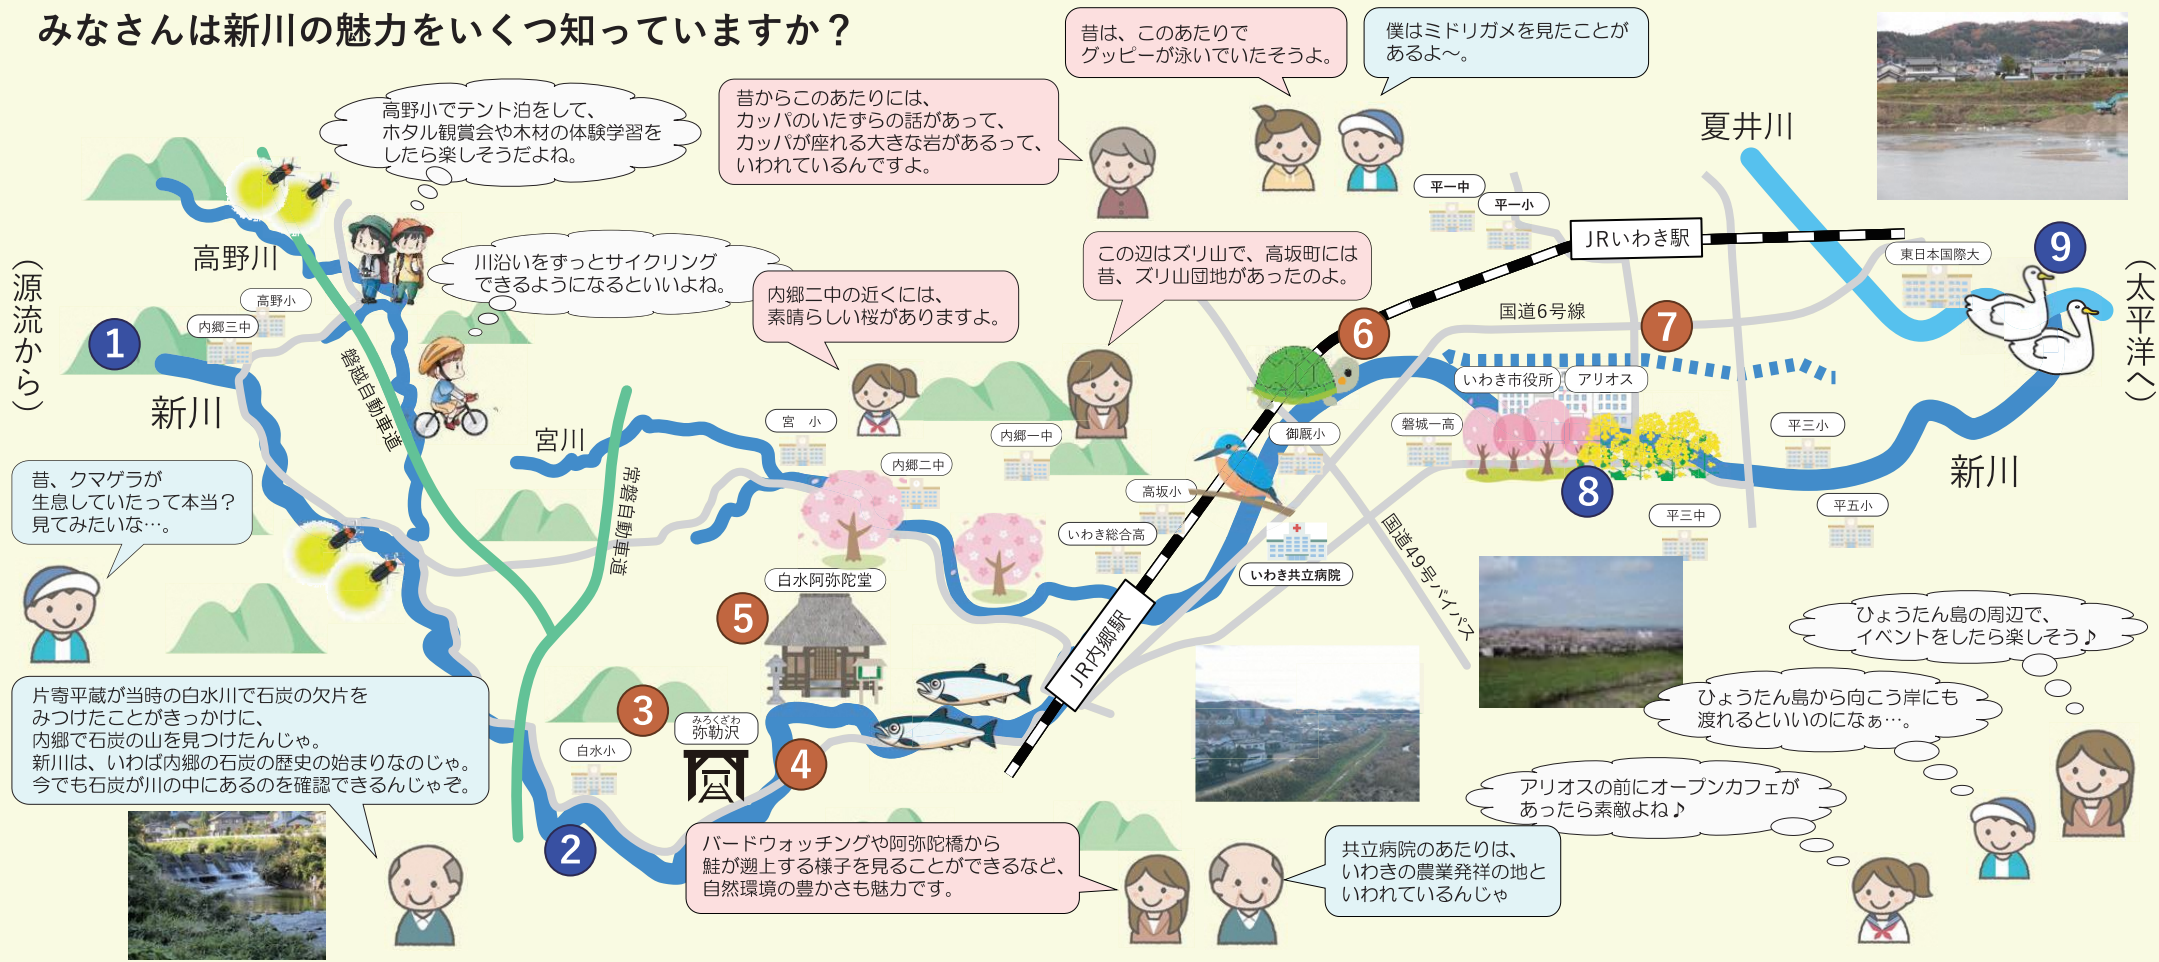 みなさんは新川の魅力をいくつ知っていますか？
昔は、このあたりで
グッピーが泳いでいたそうよ。
僕はミドリガメを見たことが
あるよ〜。
高野小でテント泊をして、
ホタル観賞会や木材の体験学習を
したら楽しそうだよね。
昔からこのあたりには、
カッパのいたずらの話があって、
カッパが座れる大きな岩があるって、
いわれているんですよ。
夏井川
平一中
平一小
JRいわき駅
東日本国際大
9
（太平洋へ）
高野川
川沿いをずっとサイクリング
できるようになるといいよね。
この辺はズリ山で、高坂町には
昔、ズリ山団地があったのよ。
内郷二中の近くには、
素晴らしい桜がありますよ。
（源流から）
高野小
内郷三中
1
新川
磐越自動車道
国道6号線
6
7
いわき市役所
アリオス
宮川
常磐自動車道
宮　小
内郷一中
内郷二中
御厩小
磐城一高
平三小
新川
高坂小
8
平三中
平五小
いわき総合高
いわき共立病院
国道49号バイパス
昔、クマゲラが
生息していたって本当？
見てみたいな…。
白水阿弥陀堂
5
JR内郷駅
ひょうたん島の周辺で、
イベントをしたら楽しそう♪
片寄平蔵が当時の白水川で石炭の欠片を
みつけたことがきっかけに、
内郷で石炭の山を見つけたんじゃ。
新川は、いわば内郷の石炭の歴史の始まりなのじゃ。
今でも石炭が川の中にあるのを確認できるんじゃぞ。
3
みろくざわ
弥勒沢
白水小
4
ひょうたん島から向こう岸にも
渡れるといいのになぁ…。
アリオスの前にオープンカフェが
あったら素敵よね♪
2
バードウォッチングや阿弥陀橋から
鮭が遡上する様子を見ることができるなど、
自然環境の豊かさも魅力です。
共立病院のあたりは、
いわきの農業発祥の地と
いわれているんじゃ